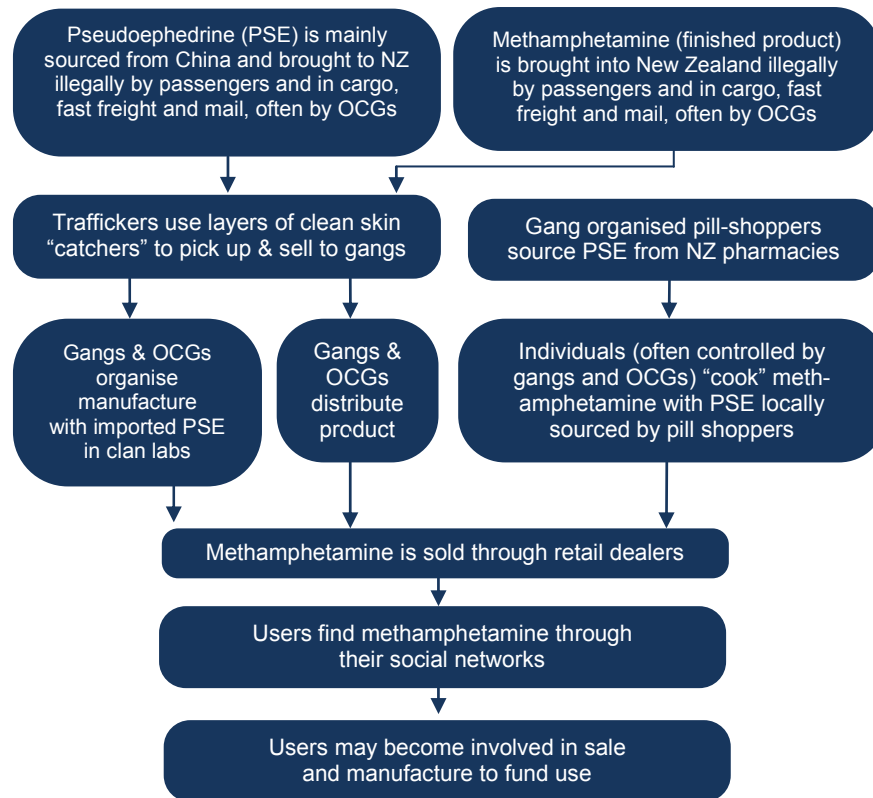 Pseudoephedrine (PSE) is mainly
sourced from China and brought to NZ
illegally by passengers and in cargo,
fast freight and mail, often by OCGs
Methamphetamine (finished product)
is brought into New Zealand illegally
by passengers and in cargo, fast
freight and mail, often by OCGs
Traffickers use layers of clean skin
“catchers” to pick up & sell to gangs
Gang organised pill-shoppers
source PSE from NZ pharmacies
Gangs & OCGs
organise
manufacture
with imported PSE
in clan labs
Gangs &
OCGs
distribute
product
Individuals (often controlled by
gangs and OCGs) “cook” meth-
amphetamine with PSE locally
sourced by pill shoppers
Methamphetamine is sold through retail dealers
Users find methamphetamine through
their social networks
Users may become involved in sale
and manufacture to fund use